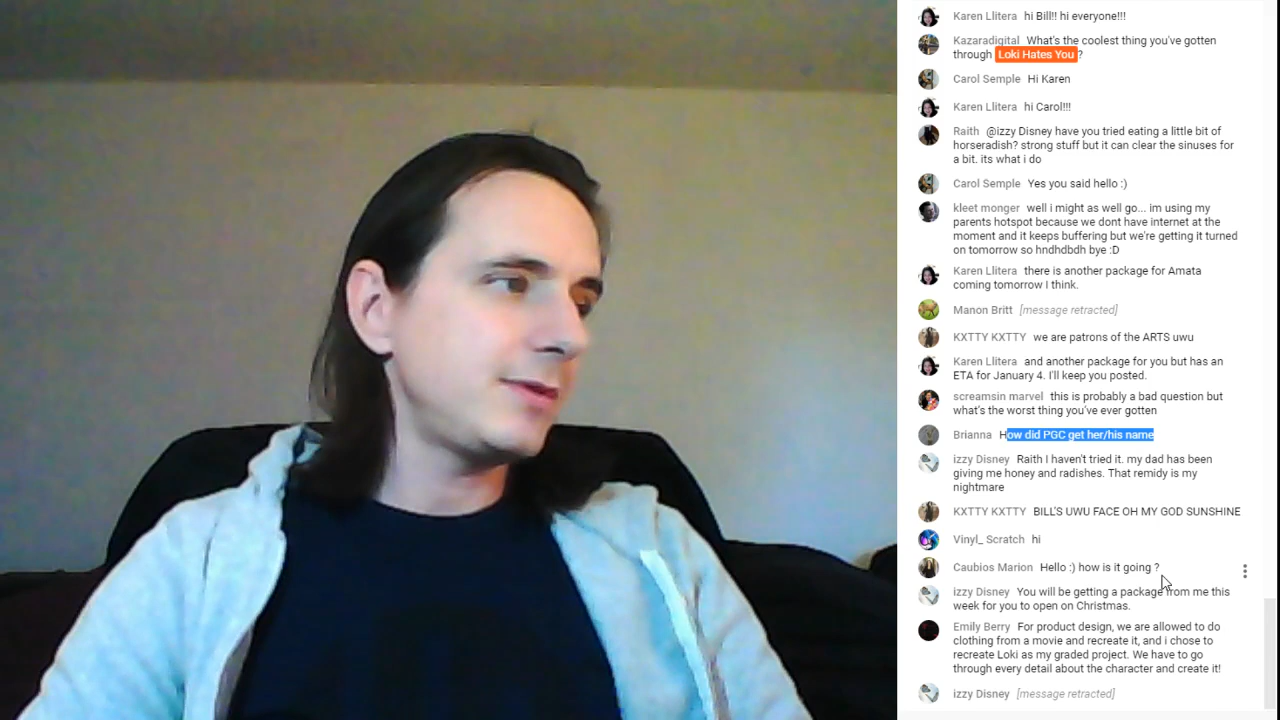 Karen Llitera hi Bill!! hi everyone!!!
Kazaradigital What's the coolest thing you've gotten
through Loki Hates You ?
Carol Semple Hi Karen
Karen Llitera hi Carol!!!
Raith @izzy Disney have you tried eating a little bit of
horseradish? strong stuff but it can clear the sinuses for
a bit. its what i do
Carol Semple Yes you said hello :)
kleet monger well i might as well go... im using my
parents hotspot because we dont have internet at the
moment and it keeps buffering but we're getting it turned
on tomorrow so hndhdbdh bye :D
Karen Llitera there is another package for Amata
coming tomorrow I think.
Manon Britt [message retracted]
KXTTY KXTTY we are patrons of the ARTS uwu
Karen Llitera and another package for you but has an
ETA for January 4. I'll keep you posted.
screamsin marvel this is probably a bad question but
what's the worst thing you've ever gotten
Brianna How did PGC get her/his name
izzy Disney Raith I haven't tried it. my dad has been
giving me honey and radishes. That remidy is my
nightmare
KXTTY KXTTY BILL'S UWU FACE OH MY GOD SUNSHINE
Vinyl_ Scratch hi
Caubios Marion Hello :) how is it going ?
izzy Disney You will be getting a package from me this
week for you to open on Christmas.
Emily Berry For product design, we are allowed to do
clothing from a movie and recreate it, and i chose to
recreate Loki as my graded project. We have to go
through every detail about the character and create it!
izzy Disney [message retracted]